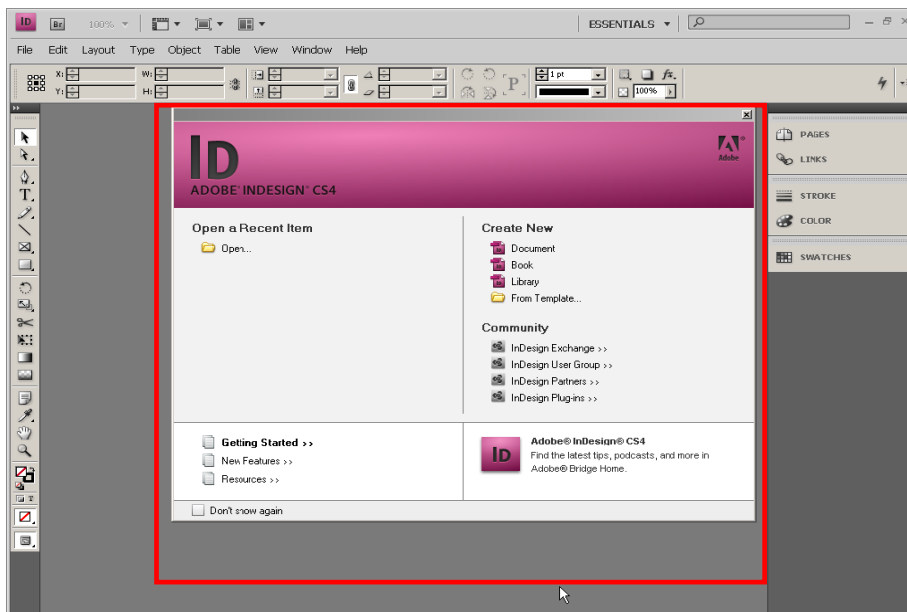 ID Br 100% ESSENTIALS
File Edit Layout Type Object Table View Window Help
X: W: 1 pt fx.
Y: H: P 100%
ID
Adobe
ADOBE® INDESIGN® CS4
PAGES
LINKS
STROKE
COLOR
SWATCHES
Open a Recent Item
Open...
Create New
Document
Book
Library
From Template...
Community
InDesign Exchange >>
InDesign User Group >>
InDesign Partners >>
InDesign Plug-ins >>
Getting Started >>
New Features >>
Resources >>
ID
Adobe® InDesign® CS4
Find the latest tips, podcasts, and more in
Adobe® Bridge Home.
Don't show again